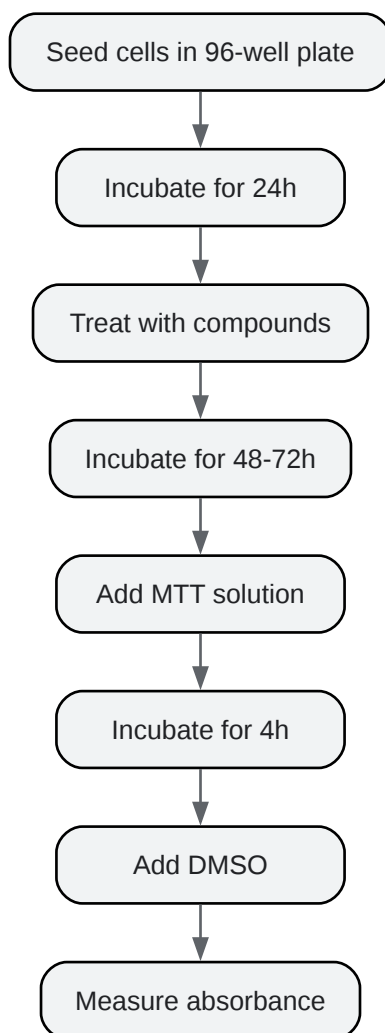 Seed cells in 96-well plate
Incubate for 24h
Treat with compounds
Incubate for 48-72h
Add MTT solution
Incubate for 4h
Add DMSO
Measure absorbance